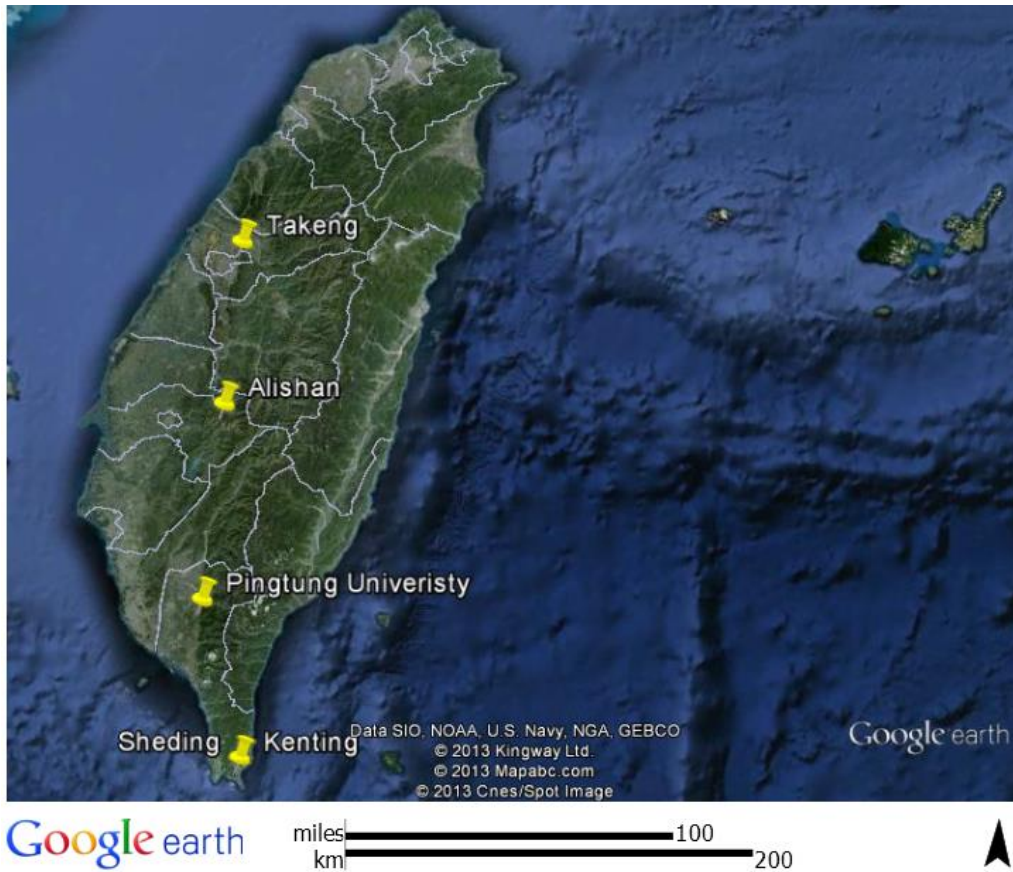 Takeng
Alishan
Pingtung Univeristy
Sheding Kenting
Data SIO, NOAA, U.S. Navy, NGA, GEBCO
© 2013 Kingway Ltd.
© 2013 Mapabc.com
© 2013 Cnes/Spot Image
Google earth
Google earth
miles 100
km 200